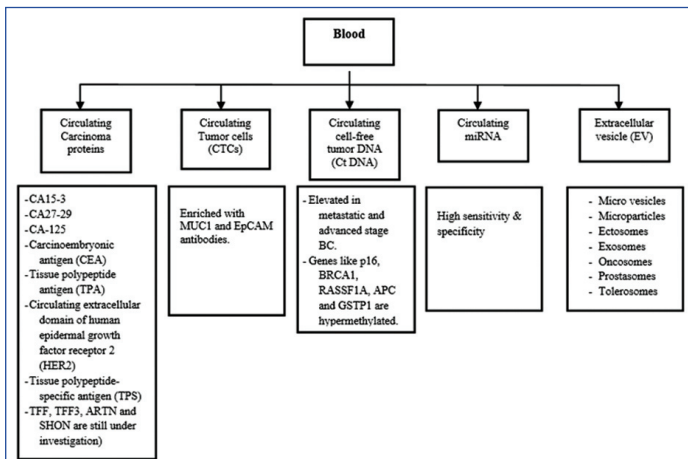 Blood
Circulating
Carcinoma
proteins
Circulating
Tumor cells
(CTCs)
Circulating
cell-free
tumor DNA
(Ct DNA)
Circulating
miRNA
Extracellular
vesicle (EV)
-CA15-3
-CA27-29
-CA-125
-Carcinoembryonic
antigen (CEA)
-Tissue polypeptide
antigen (TPA)
-Circulating extracellular
domain of human
epidermal growth
factor receptor 2
(HER2)
-Tissue polypeptide-
specific antigen (TPS)
-TFF, TFF3, ARTN and
SHON are still under
investigation)
Enriched with
MUC1 and EpCAM
antibodies.
-Elevated in
metastatic and
advanced stage
BC.
-Genes like p16,
BRCA1,
RASSF1A, APC
and GSTP1 are
hypermethylated.
High sensitivity &
specificity
- Micro vesicles
- Microparticles
- Ectosomes
- Exosomes
- Oncosomes
- Prostasomes
- Tolerosomes